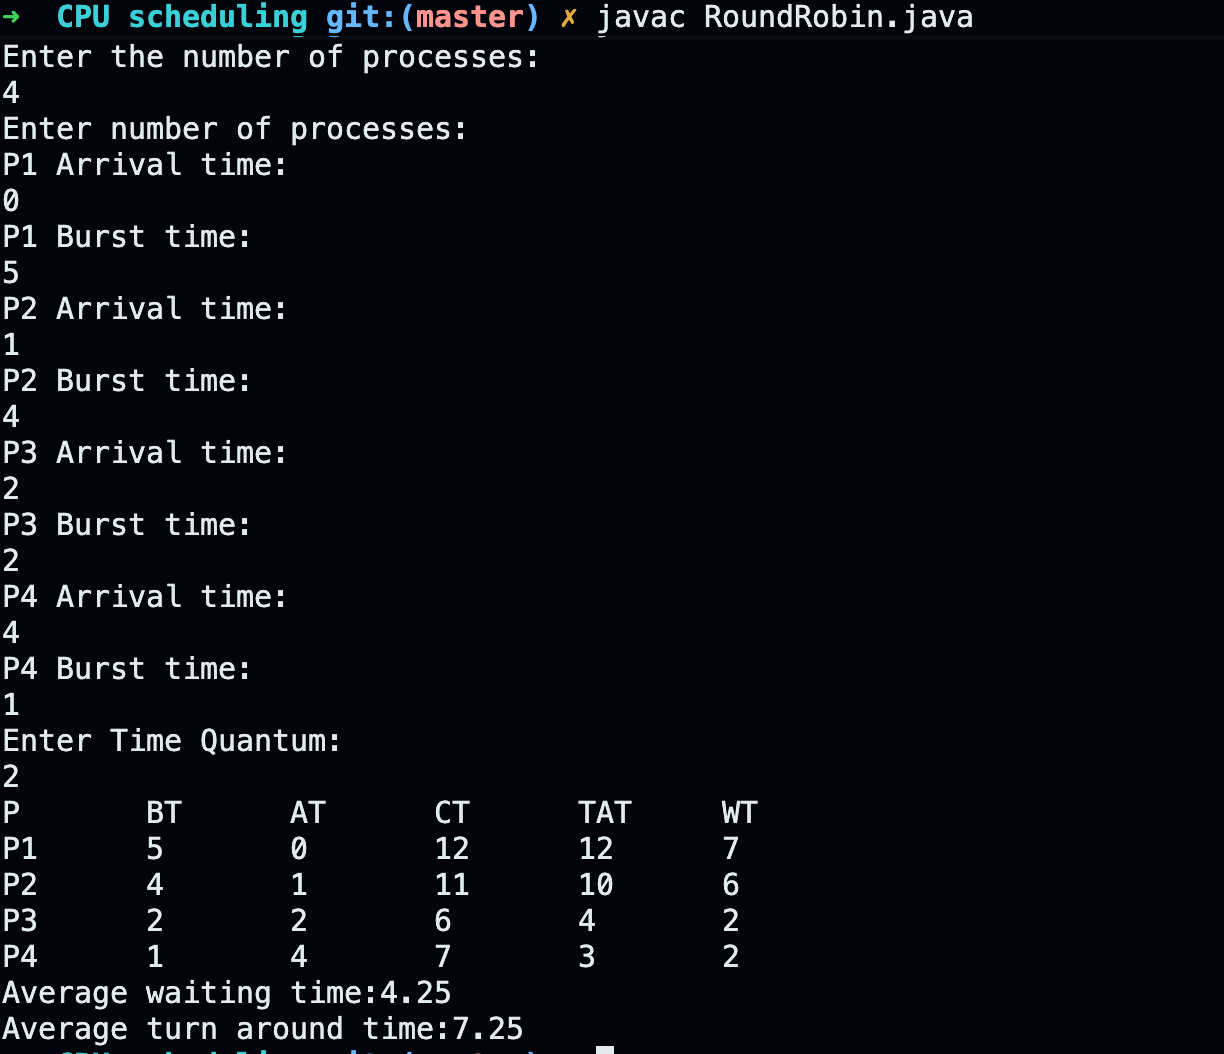 → CPU scheduling git:(master) ✗ javac RoundRobin.java
Enter the number of processes:
4
Enter number of processes:
P1 Arrival time:
0
P1 Burst time:
5
P2 Arrival time:
1
P2 Burst time:
4
P3 Arrival time:
2
P3 Burst time:
2
P4 Arrival time:
4
P4 Burst time:
1
Enter Time Quantum:
2
P BT AT CT TAT WT
P1 5 0 12 12 7
P2 4 1 11 10 6
P3 2 2 6 4 2
P4 1 4 7 3 2
Average waiting time:4.25
Average turn around time:7.25